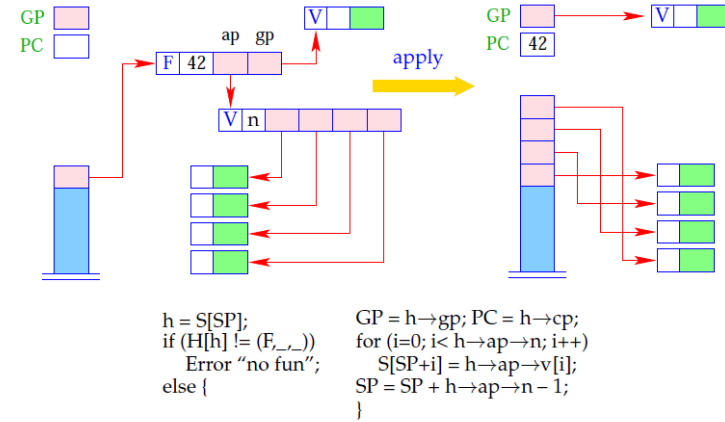 GP
PC
ap gp
V
F 42
V n
apply
GP
V
PC 42
h = S[SP];
if (H[h] != (F,_,_))
Error “no fun”;
else {
GP = h→gp; PC = h→cp;
for (i=0; i< h→ap→n; i++)
S[SP+i] = h→ap→v[i];
SP = SP + h→ap→n – 1;
}